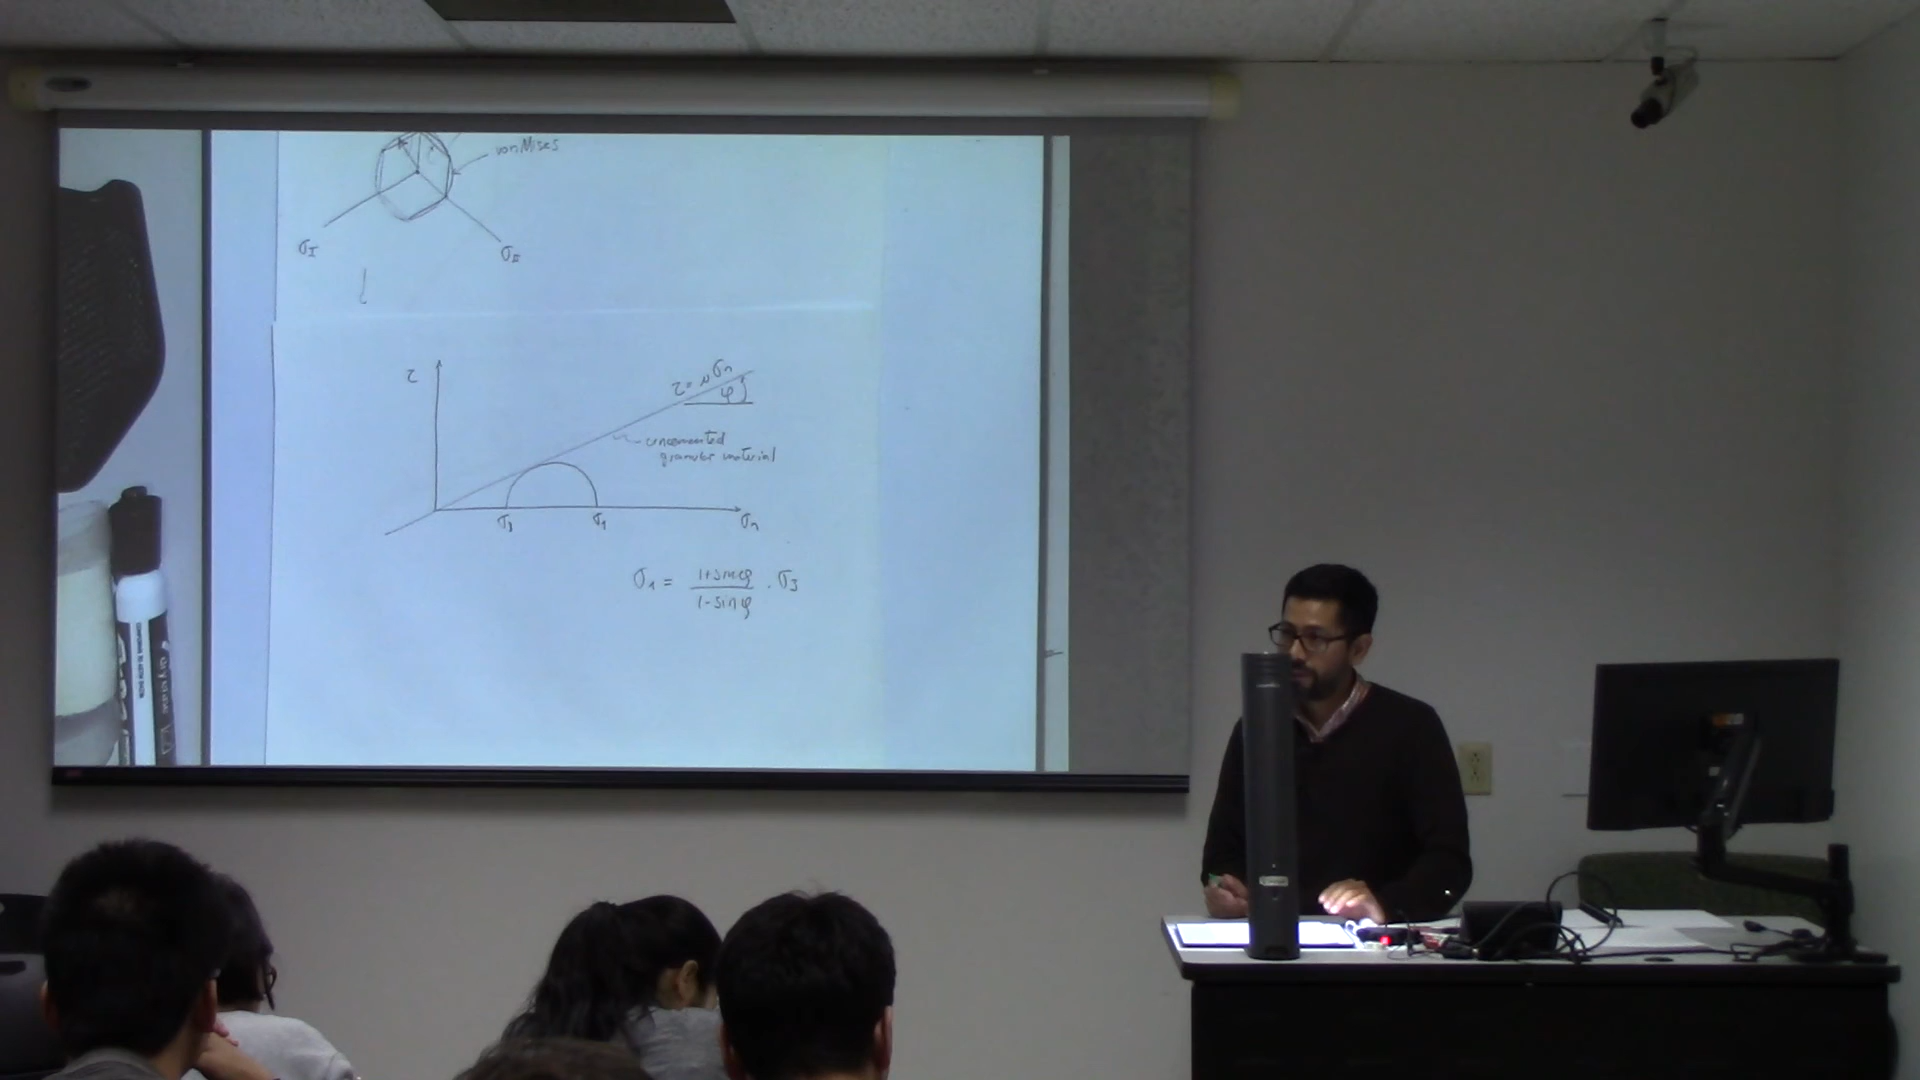 von Mises
σI
σII
τ
τ = μσn
φ
uncemented
granular material
σ3
σ1
σn
σ1 = 1+sinφ / 1-sinφ · σ3